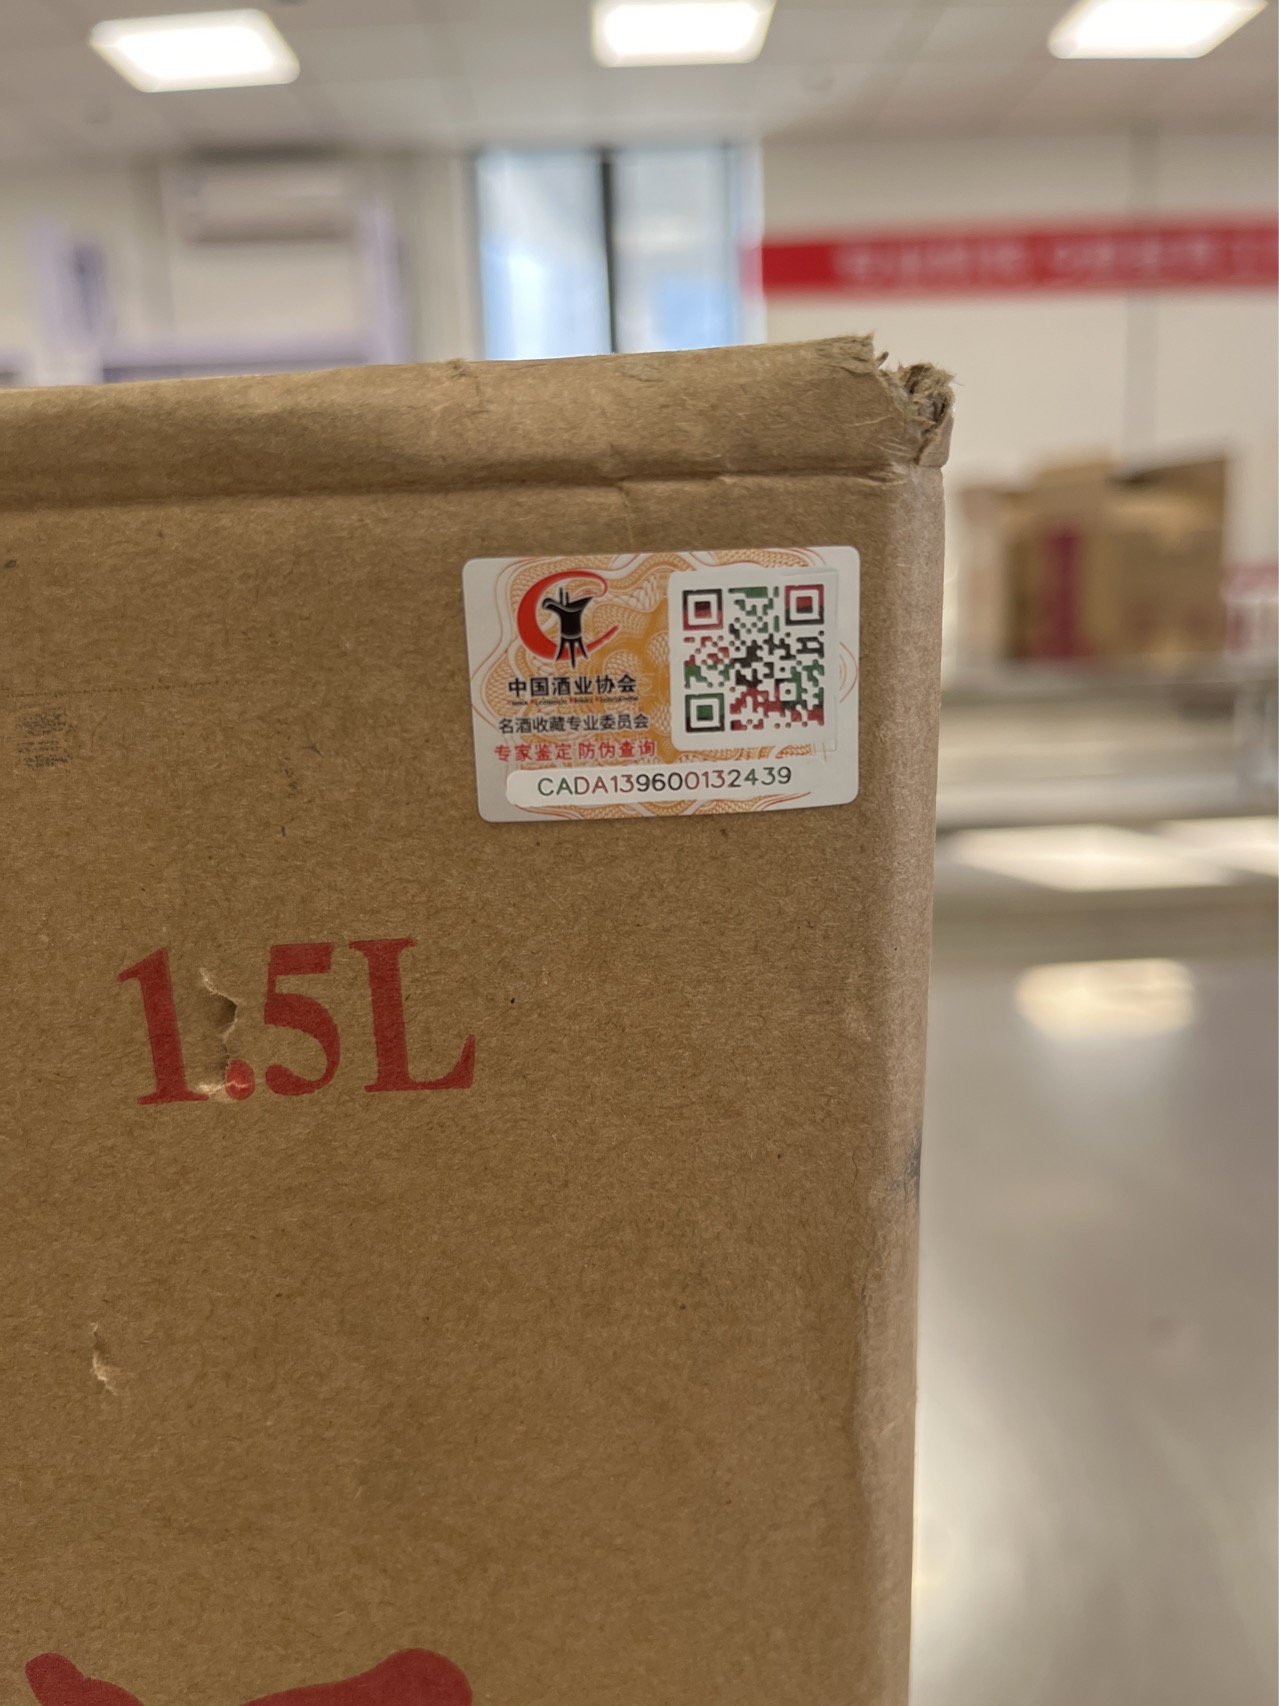 中国酒业协会
名酒收藏专业委员会
专家鉴定 防伪查询
CADA139600132439
1.5L